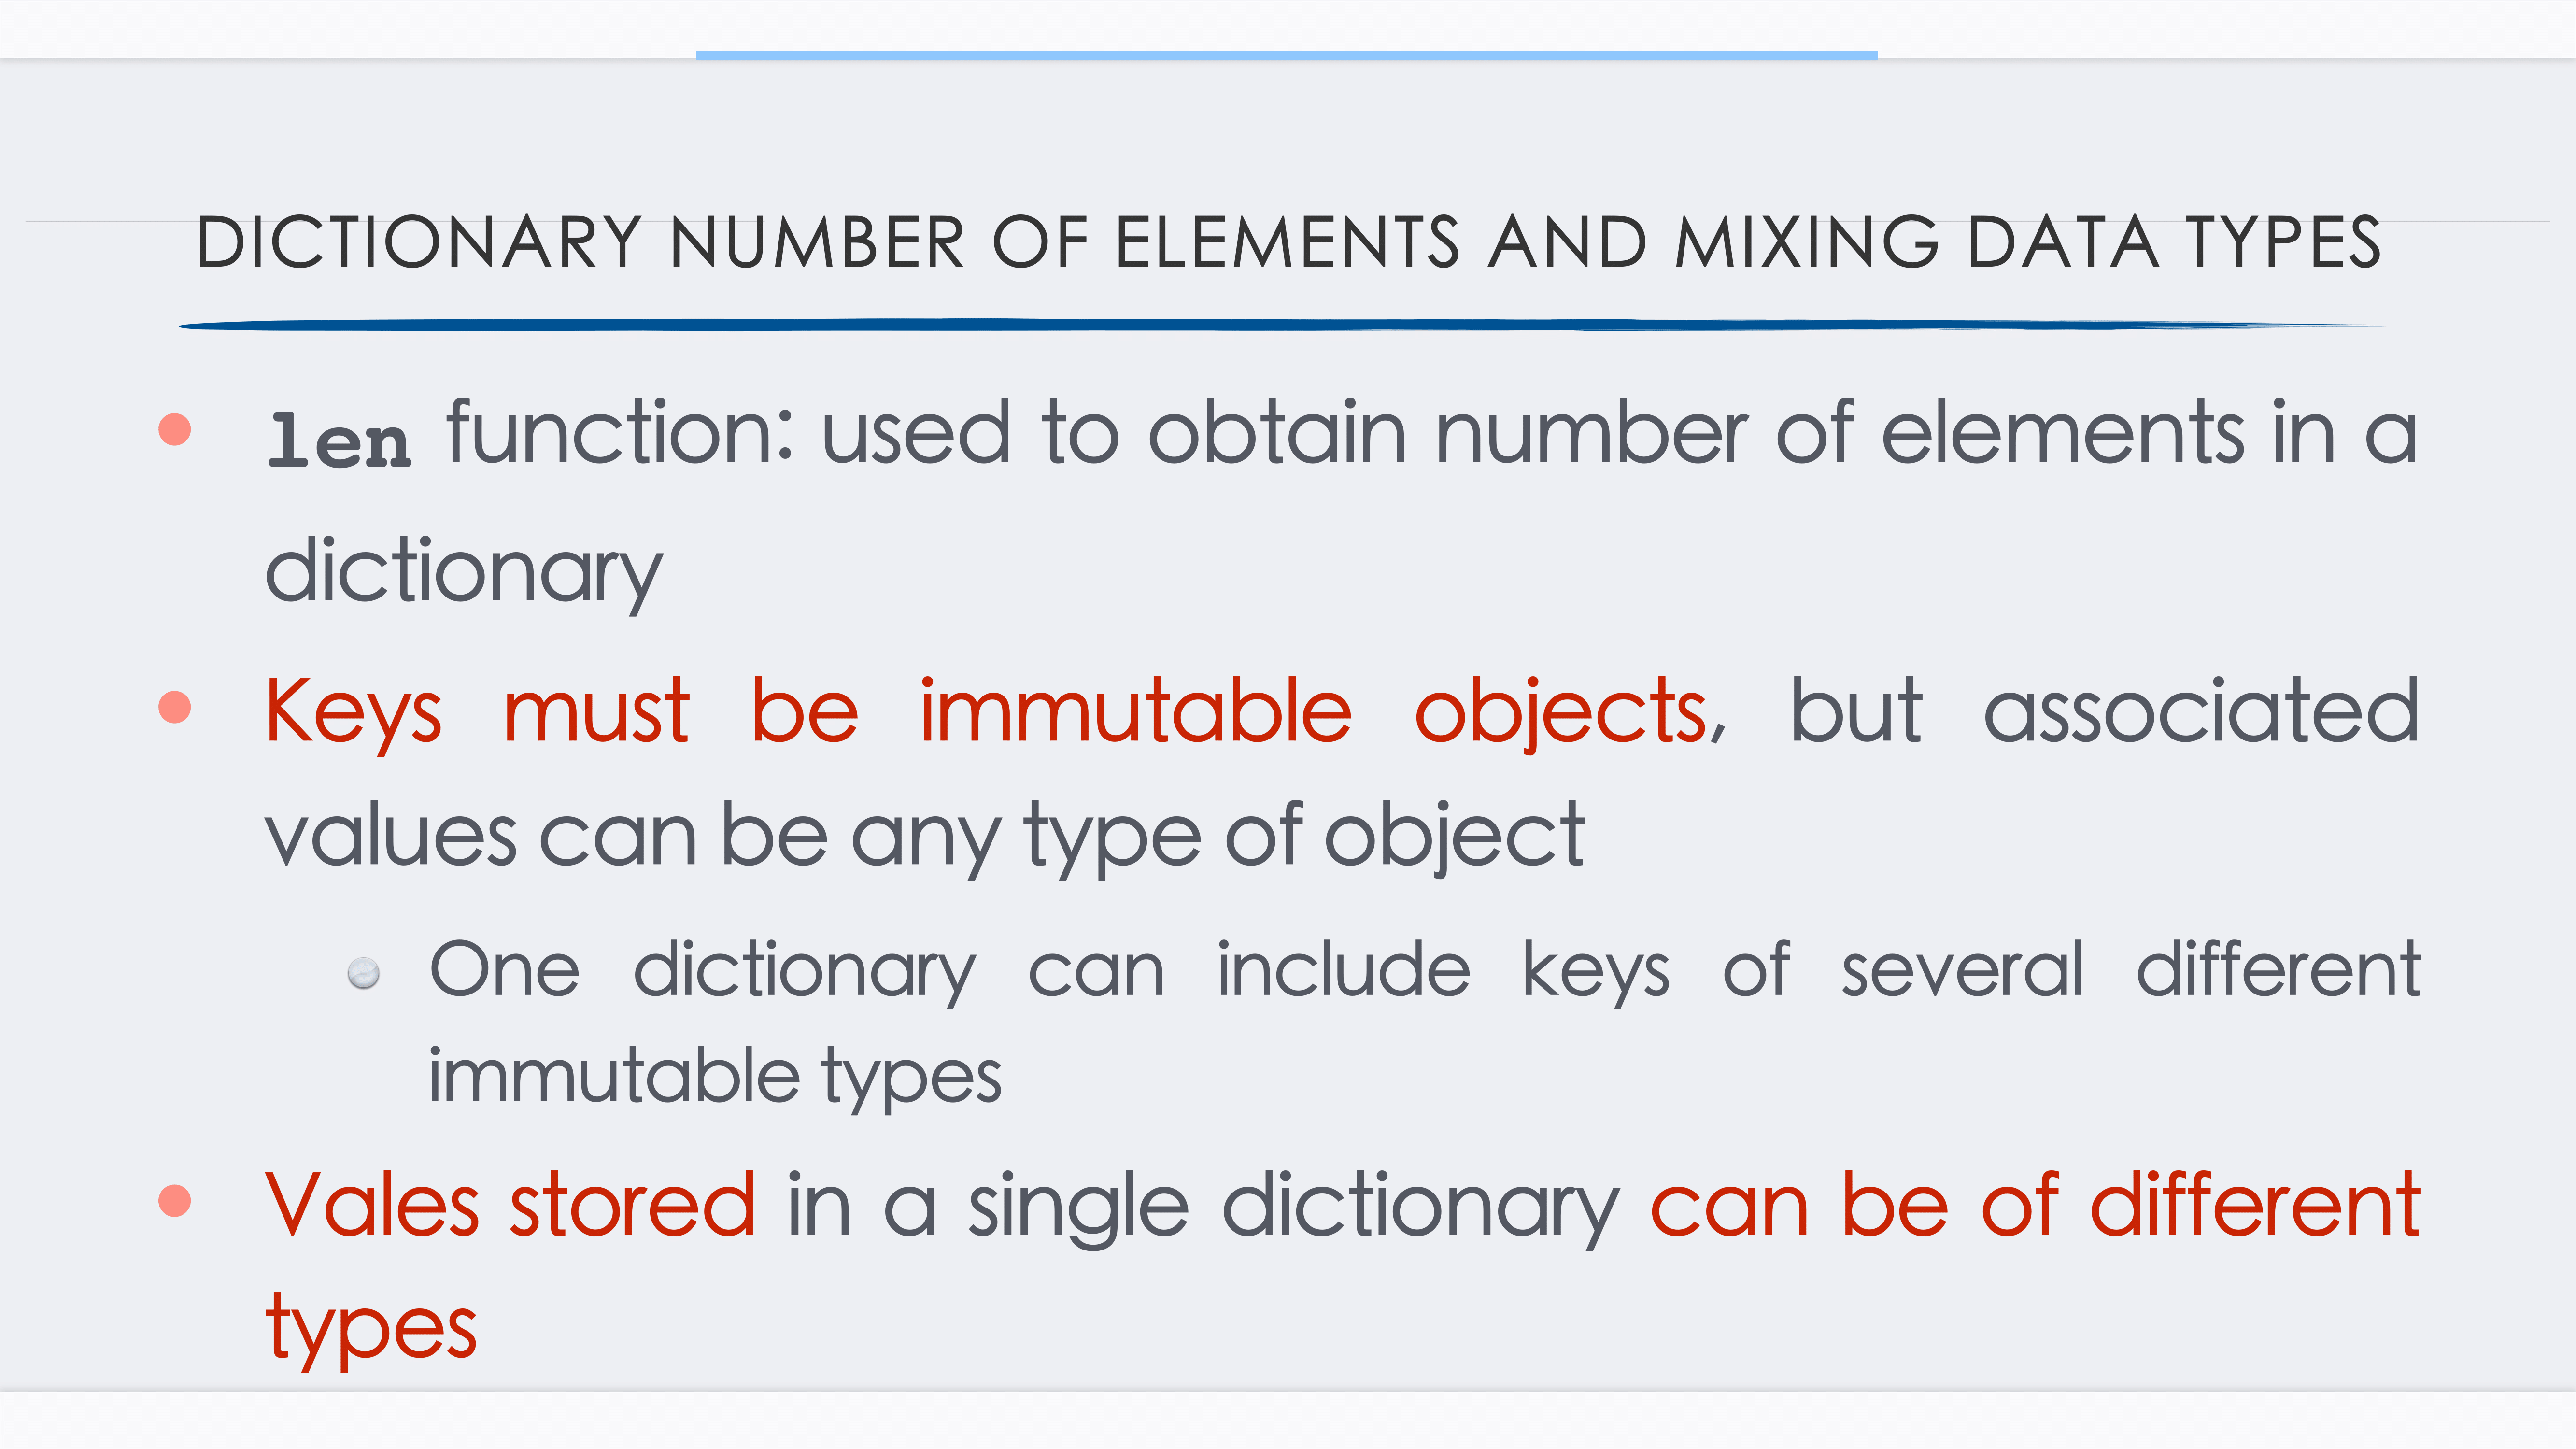 DICTIONARY NUMBER OF ELEMENTS AND MIXING DATA TYPES
len function: used to obtain number of elements in a
dictionary
Keys must be immutable objects, but associated
values can be any type of object
One dictionary can include keys of several different
immutable types
Vales stored in a single dictionary can be of different
types